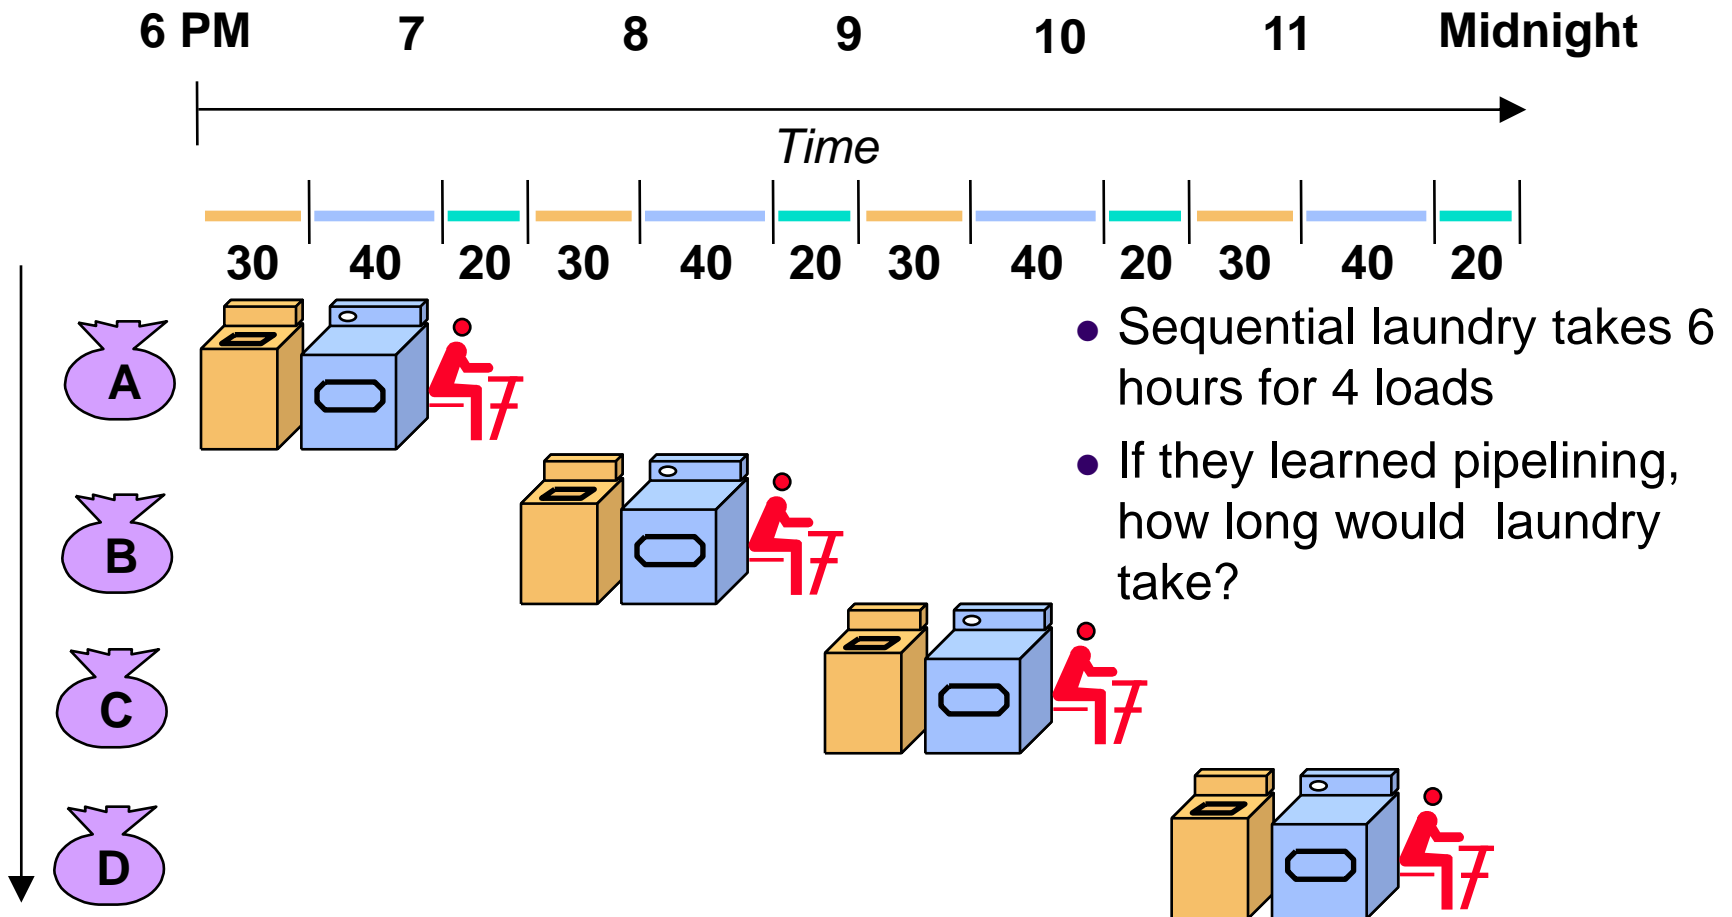 6 PM 7 8 9 10 11 Midnight
Time
30 40 20 30 40 20 30 40 20 30 40 20
A
B
C
D
● Sequential laundry takes 6
hours for 4 loads
● If they learned pipelining,
how long would laundry
take?